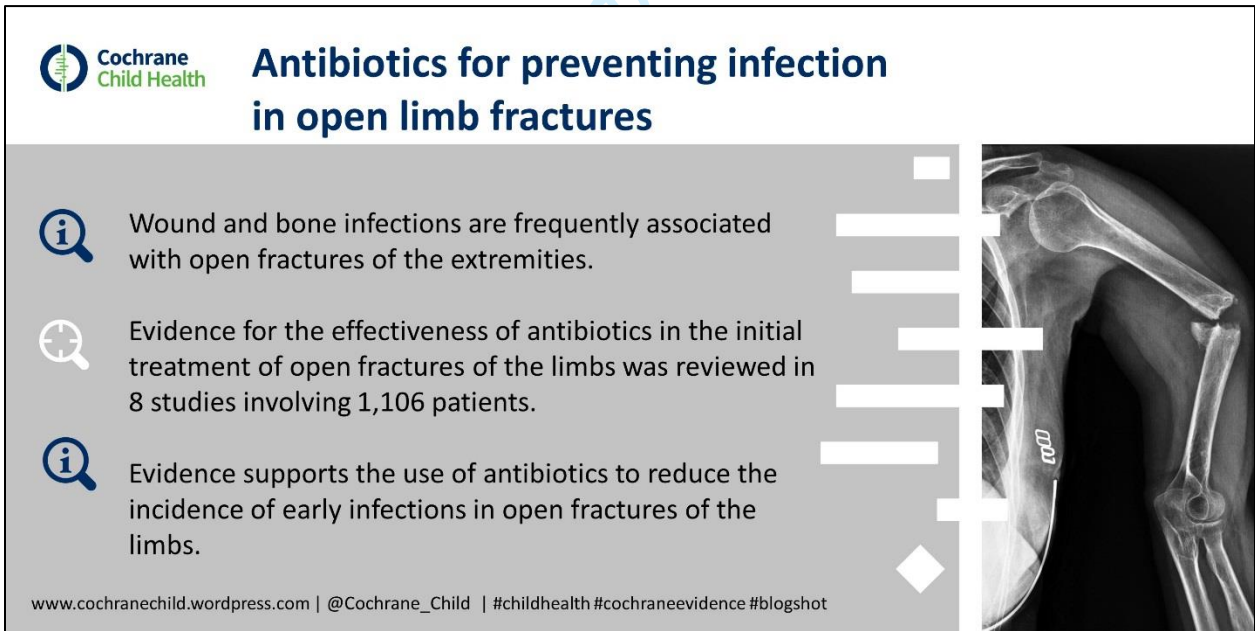 Cochrane
Child Health
Antibiotics for preventing infection
in open limb fractures
Wound and bone infections are frequently associated
with open fractures of the extremities.
Evidence for the effectiveness of antibiotics in the initial
treatment of open fractures of the limbs was reviewed in
8 studies involving 1,106 patients.
Evidence supports the use of antibiotics to reduce the
incidence of early infections in open fractures of the
limbs.
www.cochranechild.wordpress.com | @Cochrane_Child | #childhealth #cochraneevidence #blogshot